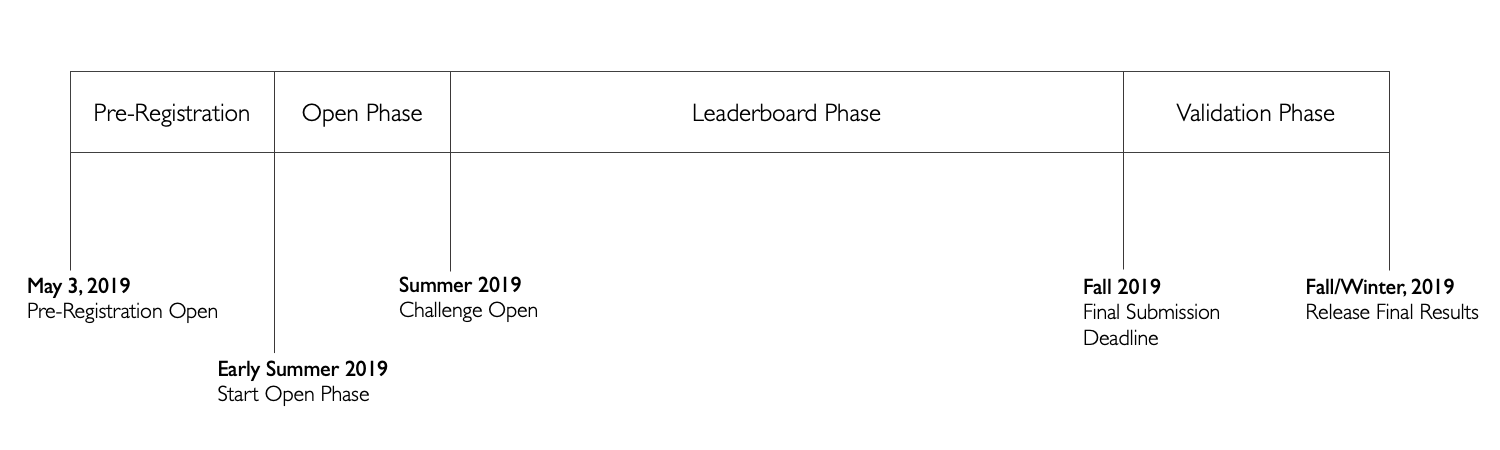 Pre-Registration
Open Phase
Leaderboard Phase
Validation Phase
May 3, 2019
Pre-Registration Open
Early Summer 2019
Start Open Phase
Summer 2019
Challenge Open
Fall 2019
Final Submission
Deadline
Fall/Winter, 2019
Release Final Results